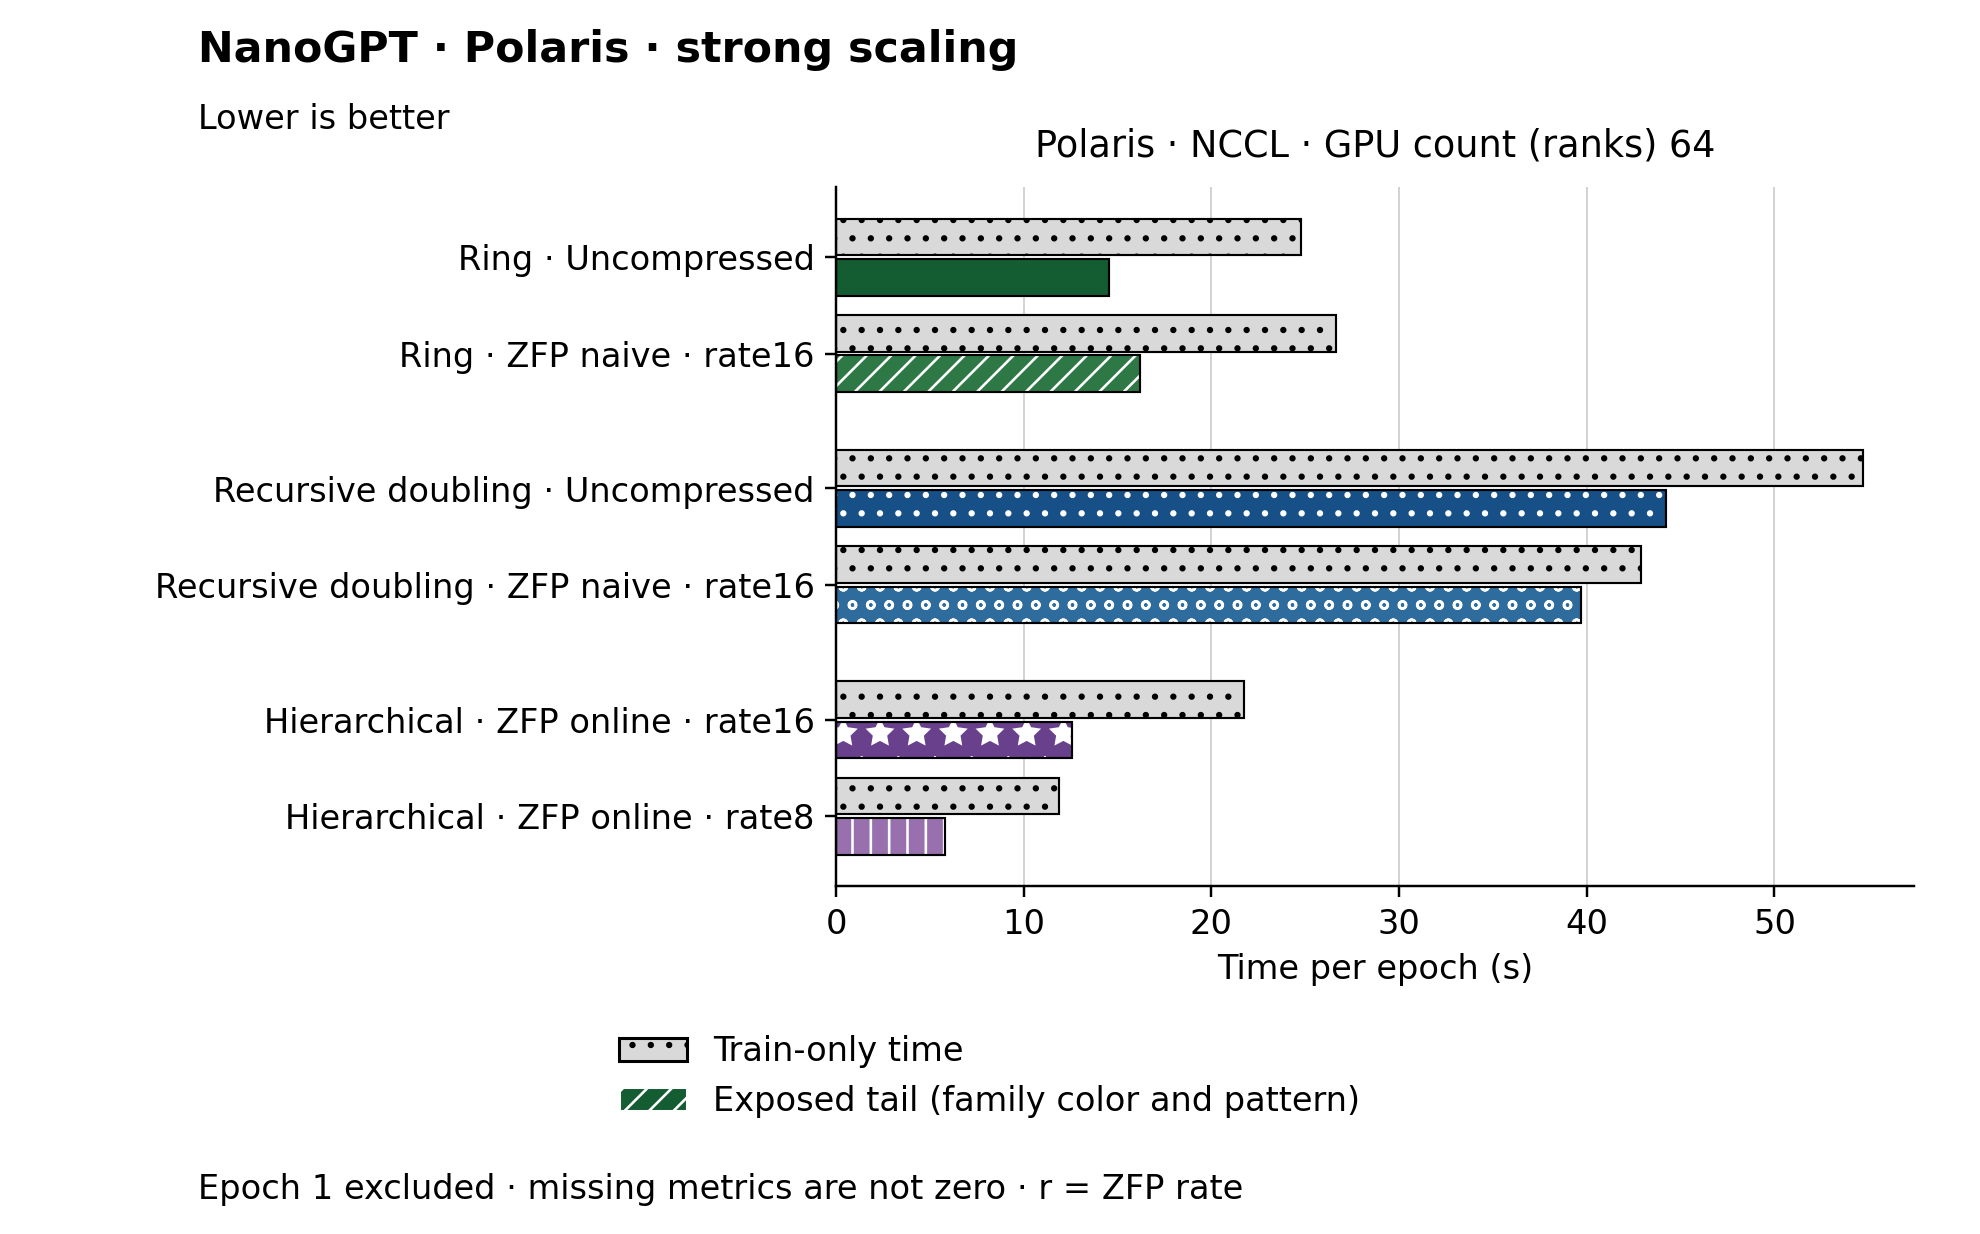 NanoGPT · Polaris · strong scaling
Lower is better
Polaris · NCCL · GPU count (ranks) 64
Ring · Uncompressed
Ring · ZFP naive · rate16
Recursive doubling · Uncompressed
Recursive doubling · ZFP naive · rate16
Hierarchical · ZFP online · rate16
Hierarchical · ZFP online · rate8
0 10 20 30 40 50
Time per epoch (s)
Train-only time
Exposed tail (family color and pattern)
Epoch 1 excluded · missing metrics are not zero · r = ZFP rate